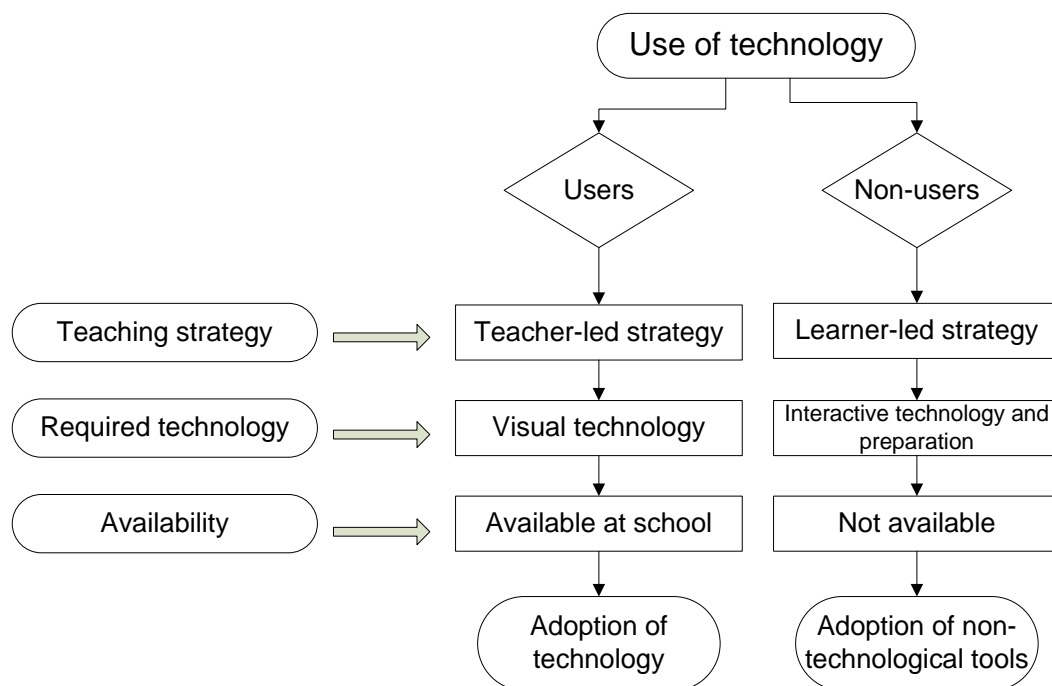 Use of technology
Users
Non-users
Teaching strategy
Teacher-led strategy
Learner-led strategy
Required technology
Visual technology
Interactive technology and
preparation
Availability
Available at school
Not available
Adoption of
technology
Adoption of non-
technological tools